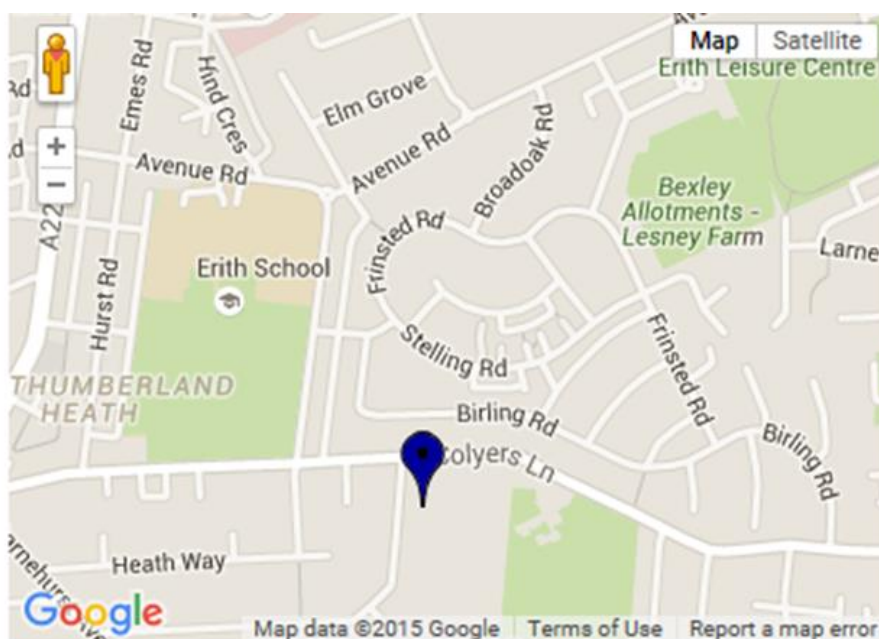 Map Satellite
Erith Leisure Centre
Emes Rd
Hind Cres
Elm Grove
Avenue Rd
Avenue Rd
Broadoak Rd
Bexley
Allotments -
Lesney Farm
A22
Frinsted Rd
Larne
Erith School
Hurst Rd
Stelling Rd
Frinsted Rd
THUMBERLAND
HEATH
Birling Rd
Birling Rd
olyers Ln
Heath Way
Google
Map data ©2015 Google Terms of Use Report a map error